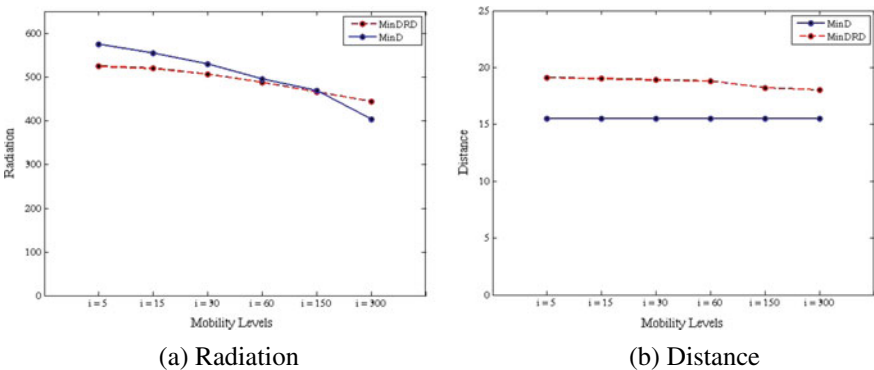 600
500
400
300
200
100
0
Radiation
MinDRD
MinD
i = 5
i = 15
i = 30
i = 60
i = 150
i = 300
Mobility Levels
(a) Radiation
25
20
15
10
5
0
Distance
MinD
MinDRD
i = 5
i = 15
i = 30
i = 60
i = 150
i = 300
Mobility Levels
(b) Distance